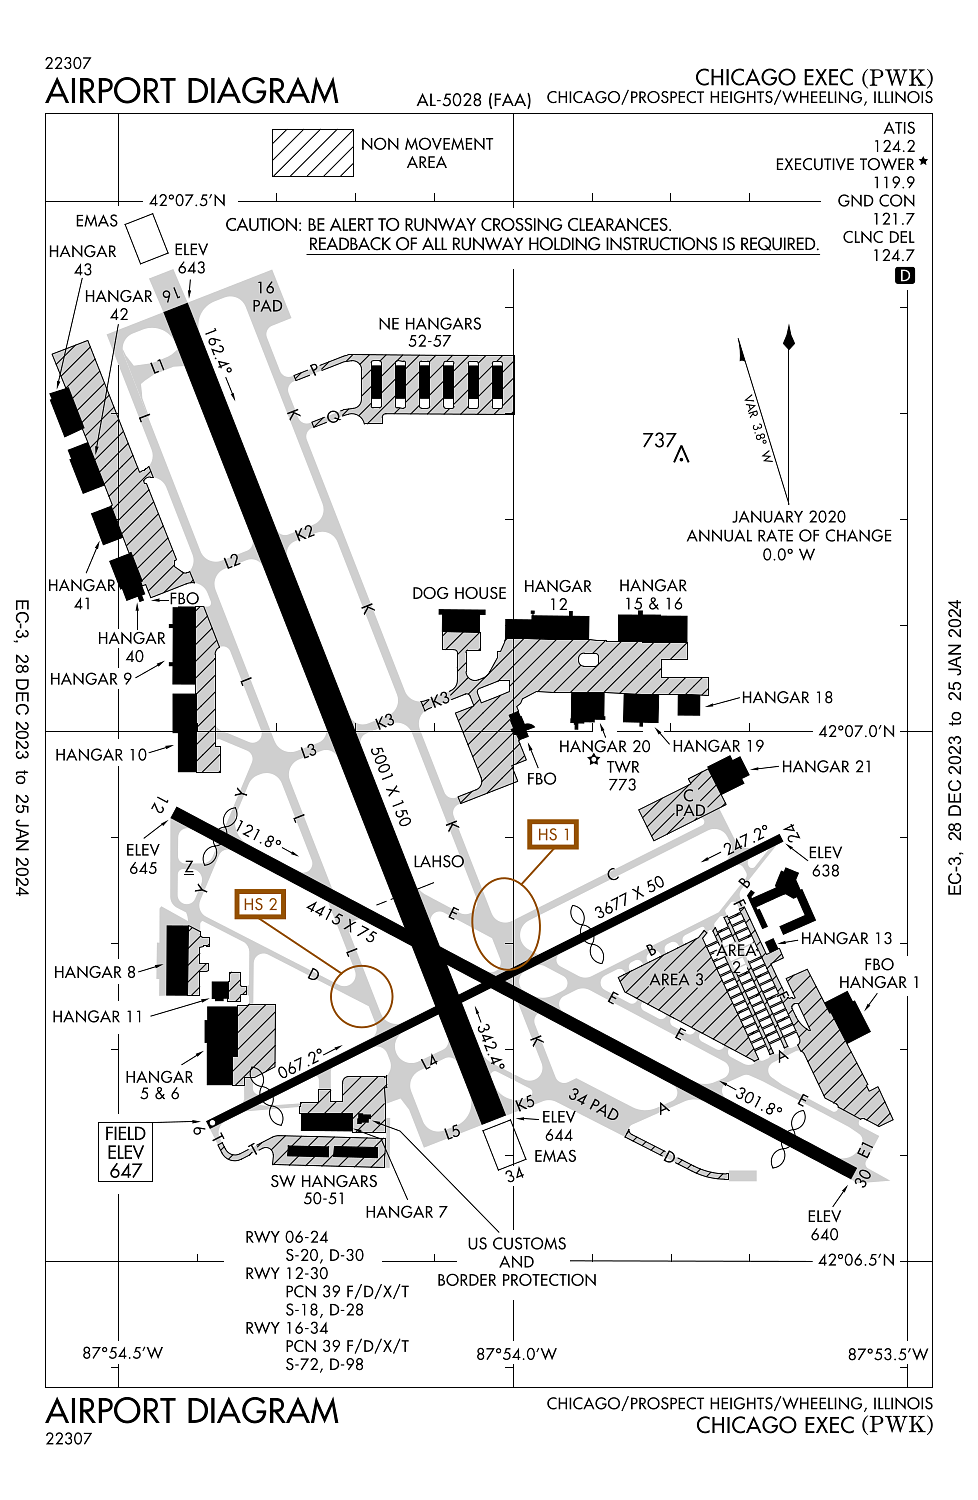 22307
AIRPORT DIAGRAM
AL-5028 (FAA)
CHICAGO EXEC (PWK)
CHICAGO/PROSPECT HEIGHTS/WHEELING, ILLINOIS
NON MOVEMENT
AREA
ATIS
124.2
EXECUTIVE TOWER★
119.9
GND CON
121.7
CLNC DEL
124.7
D
42°07.5'N
CAUTION: BE ALERT TO RUNWAY CROSSING CLEARANCES.
READBACK OF ALL RUNWAY HOLDING INSTRUCTIONS IS REQUIRED.
EMAS
ELEV
643
HANGAR
43
HANGAR
42
16
16
PAD
162.4°
NE HANGARS
52-57
P
Q
K
L1
L
737
VAR 3.8° W
JANUARY 2020
ANNUAL RATE OF CHANGE
0.0° W
K2
L2
HANGAR
41
FBO
HANGAR
40
HANGAR 9
HANGAR 10
DOG HOUSE
HANGAR
12
HANGAR
15 & 16
K
L
K3
K3
L3
HANGAR 18
42°07.0'N
HANGAR 20
HANGAR 19
TWR
773
FBO
HANGAR 21
5001 X 150
C
PAD
12
Y
121.8°
L
K
ELEV
645
Z
Y
LAHSO
HS 1
247.2°
24
ELEV
638
C
3677 X 50
B
HS 2
4415 X 75
E
F
B
AREA
2
HANGAR 13
AREA 3
FBO
HANGAR 1
HANGAR 8
D
L
E
F
HANGAR 11
E
A
067.2°
342.4°
K
L4
HANGAR
5 & 6
301.8°
34 PAD
A
E
K5
L5
ELEV
644
6
FIELD
ELEV
647
T
T
EMAS
34
D
E1
30
SW HANGARS
50-51
HANGAR 7
ELEV
640
US CUSTOMS
AND
BORDER PROTECTION
42°06.5'N
RWY 06-24
S-20, D-30
RWY 12-30
PCN 39 F/D/X/T
S-18, D-28
RWY 16-34
PCN 39 F/D/X/T
S-72, D-98
87°54.5'W
87°54.0'W
87°53.5'W
EC-3, 28 DEC 2023 to 25 JAN 2024
EC-3, 28 DEC 2023 to 25 JAN 2024
AIRPORT DIAGRAM
22307
CHICAGO/PROSPECT HEIGHTS/WHEELING, ILLINOIS
CHICAGO EXEC (PWK)